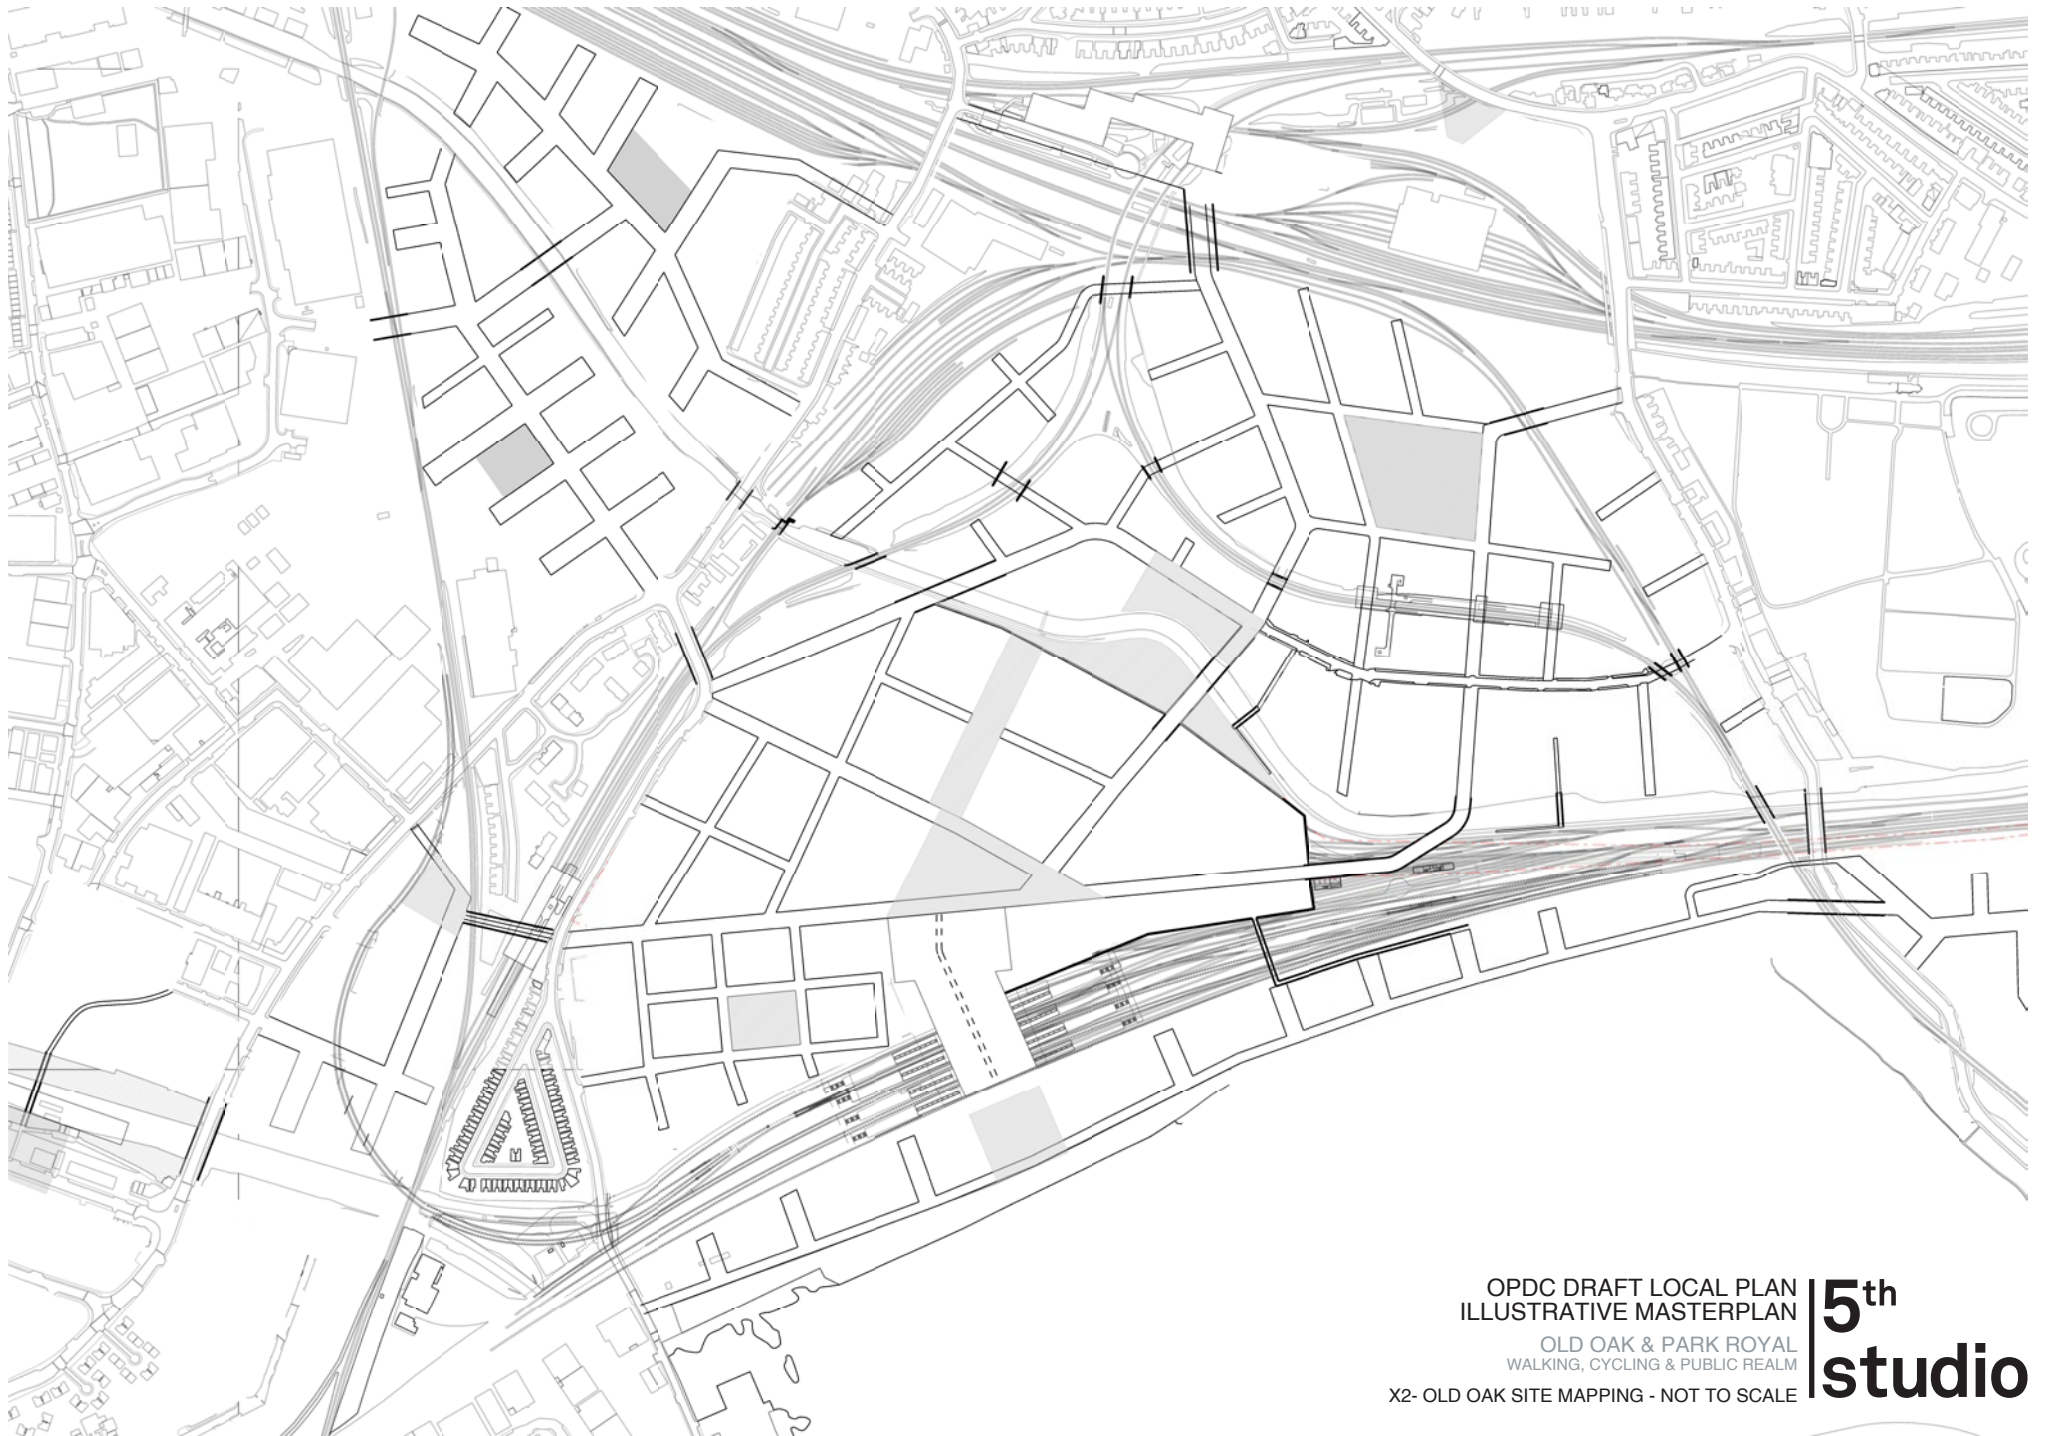 OPDC DRAFT LOCAL PLAN
ILLUSTRATIVE MASTERPLAN
OLD OAK & PARK ROYAL
WALKING, CYCLING & PUBLIC REALM
X2- OLD OAK SITE MAPPING - NOT TO SCALE
5th
studio